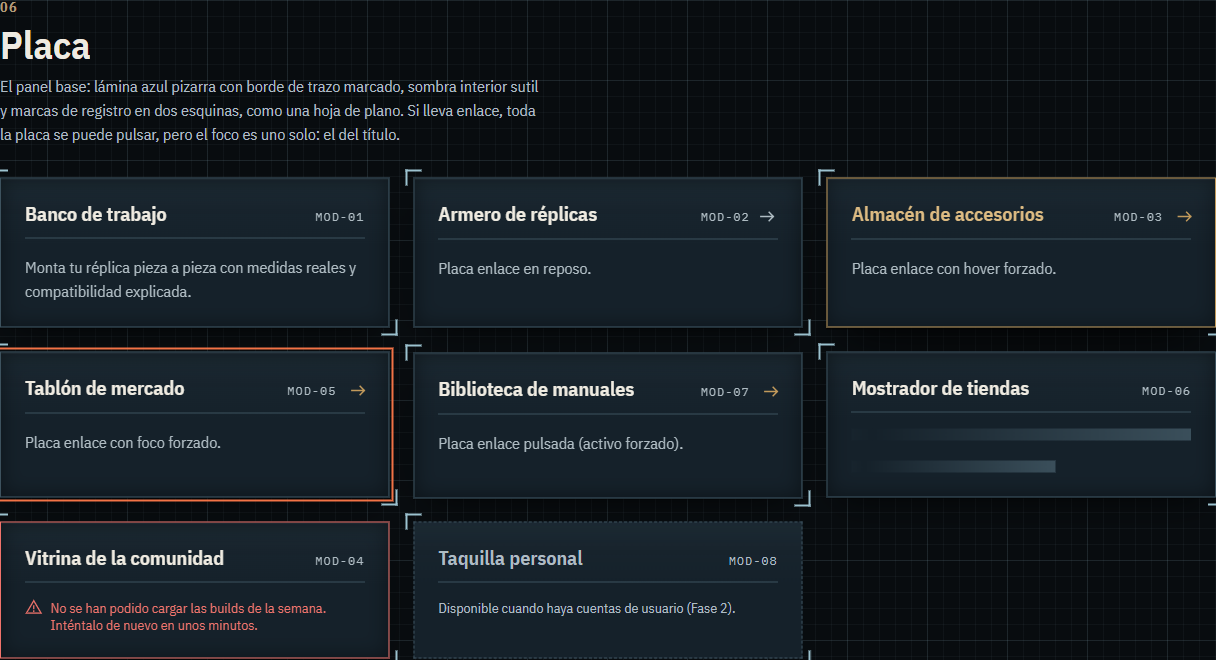 06
Placa
El panel base: lámina azul pizarra con borde de trazo marcado, sombra interior sutil
y marcas de registro en dos esquinas, como una hoja de plano. Si lleva enlace, toda
la placa se puede pulsar, pero el foco es uno solo: el del título.
Banco de trabajo MOD-01
Monta tu réplica pieza a pieza con medidas reales y
compatibilidad explicada.
Armero de réplicas MOD-02 →
Placa enlace en reposo.
Almacén de accesorios MOD-03 →
Placa enlace con hover forzado.
Tablón de mercado MOD-05 →
Placa enlace con foco forzado.
Biblioteca de manuales MOD-07 →
Placa enlace pulsada (activo forzado).
Mostrador de tiendas MOD-06
Vitrina de la comunidad MOD-04
No se han podido cargar las builds de la semana.
Inténtalo de nuevo en unos minutos.
Taquilla personal MOD-08
Disponible cuando haya cuentas de usuario (Fase 2).